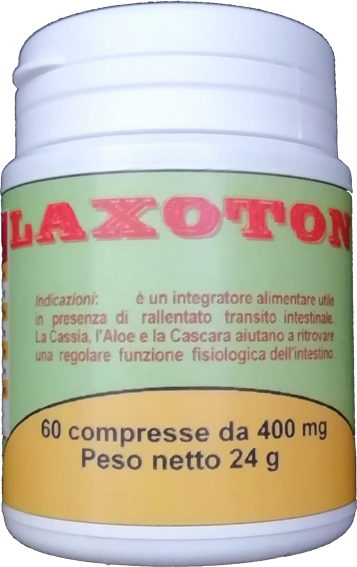 LAXOTON
Indicazioni: è un integratore alimentare utile
in presenza di rallentato transito intestinale.
La Cassia, l'Aloe e la Cascara aiutano a ritrovare
una regolare funzione fisiologica dell'intestino.
60 compresse da 400 mg
Peso netto 24 g